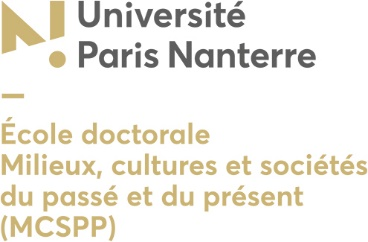 Université
Paris Nanterre
École doctorale
Milieux, cultures et sociétés
du passé et du présent
(MCSPP)